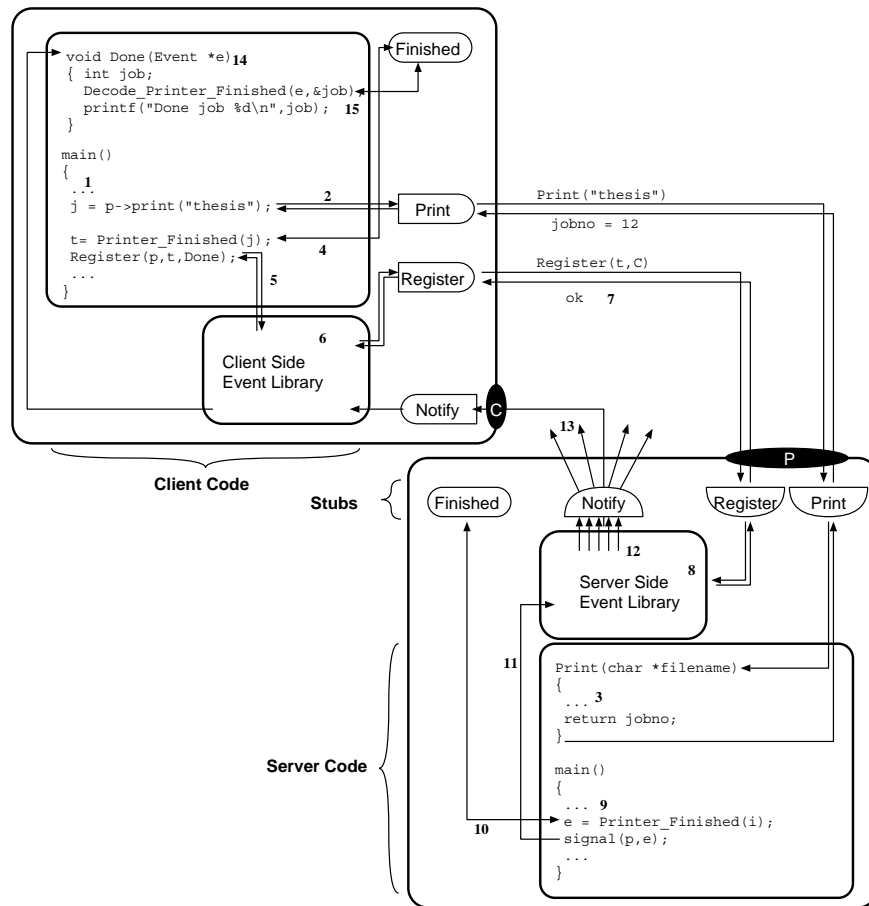 void Done(Event *e) 14
{ int job;
Decode_Printer_Finished(e,&job)
printf("Done job %d\n",job); 15
}
main()
{
1
...
j = p->print("thesis");
t= Printer_Finished(j);
Register(p,t,Done);
...
}
Finished
2
Print
Print("thesis")
jobno = 12
4
5
Register
Register(t,C)
ok 7
6
Client Side
Event Library
Notify
C
13
Client Code
P
Stubs
Finished
Notify
Register
Print
12
8
Server Side
Event Library
11
Print(char *filename)
{
... 3
return jobno;
}
Server Code
main()
{
... 9
10
e = Printer_Finished(i);
signal(p,e);
...
}